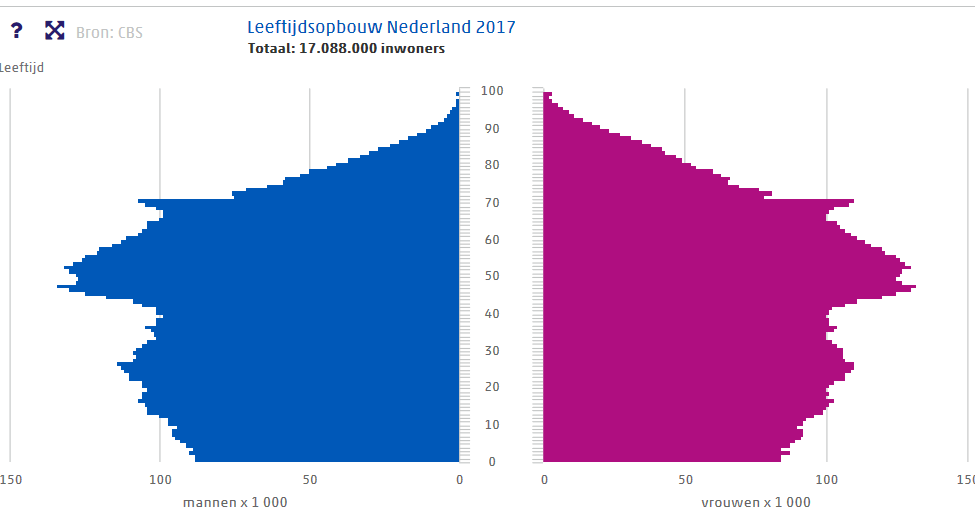 ? Bron: CBS
Leeftijdsopbouw Nederland 2017
Totaal: 17.088.000 inwoners
Leeftijd
100
90
80
70
60
50
40
30
20
10
0
150 100 50 0 0 50 100 150
mannen x 1 000 vrouwen x 1 000